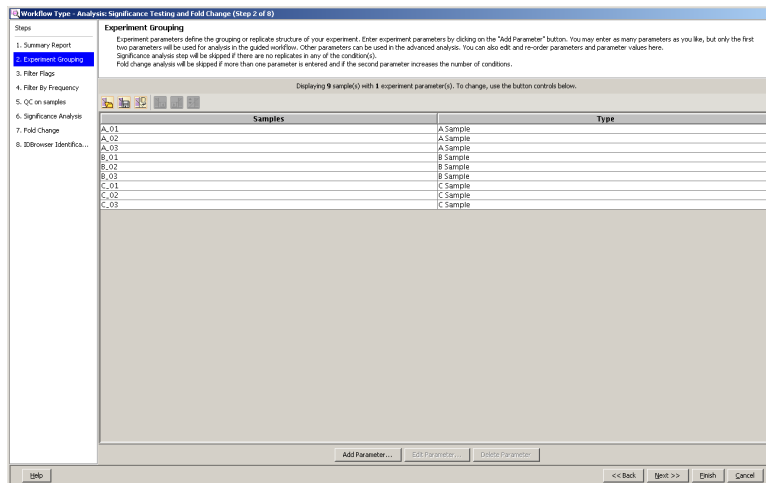 Workflow Type - Analysis: Significance Testing and Fold Change (Step 2 of 8)
Steps
1. Summary Report
2. Experiment Grouping
3. Filter Flags
4. Filter By Frequency
5. QC on samples
6. Significance Analysis
7. Fold Change
8. IDBrowser Identifica...
Experiment Grouping
Experiment parameters define the grouping or replicate structure of your experiment. Enter experiment parameters by clicking on the "Add Parameter" button. You may enter as many parameters as you like, but only the first
two parameters will be used for analysis in the guided workflow. Other parameters can be used in the advanced analysis. You can also edit and re-order parameters and parameter values here.
Significance analysis step will be skipped if there are no replicates in any of the condition(s).
Fold change analysis will be skipped if more than one parameter is entered and if the second parameter increases the number of conditions.
Displaying 9 sample(s) with 1 experiment parameter(s). To change, use the button controls below.
Samples Type
A_01 A Sample
A_02 A Sample
A_03 A Sample
B_01 B Sample
B_02 B Sample
B_03 B Sample
C_01 C Sample
C_02 C Sample
C_03 C Sample
Add Parameter... Edit Parameter... Delete Parameter
Help << Back Next >> Finish Cancel